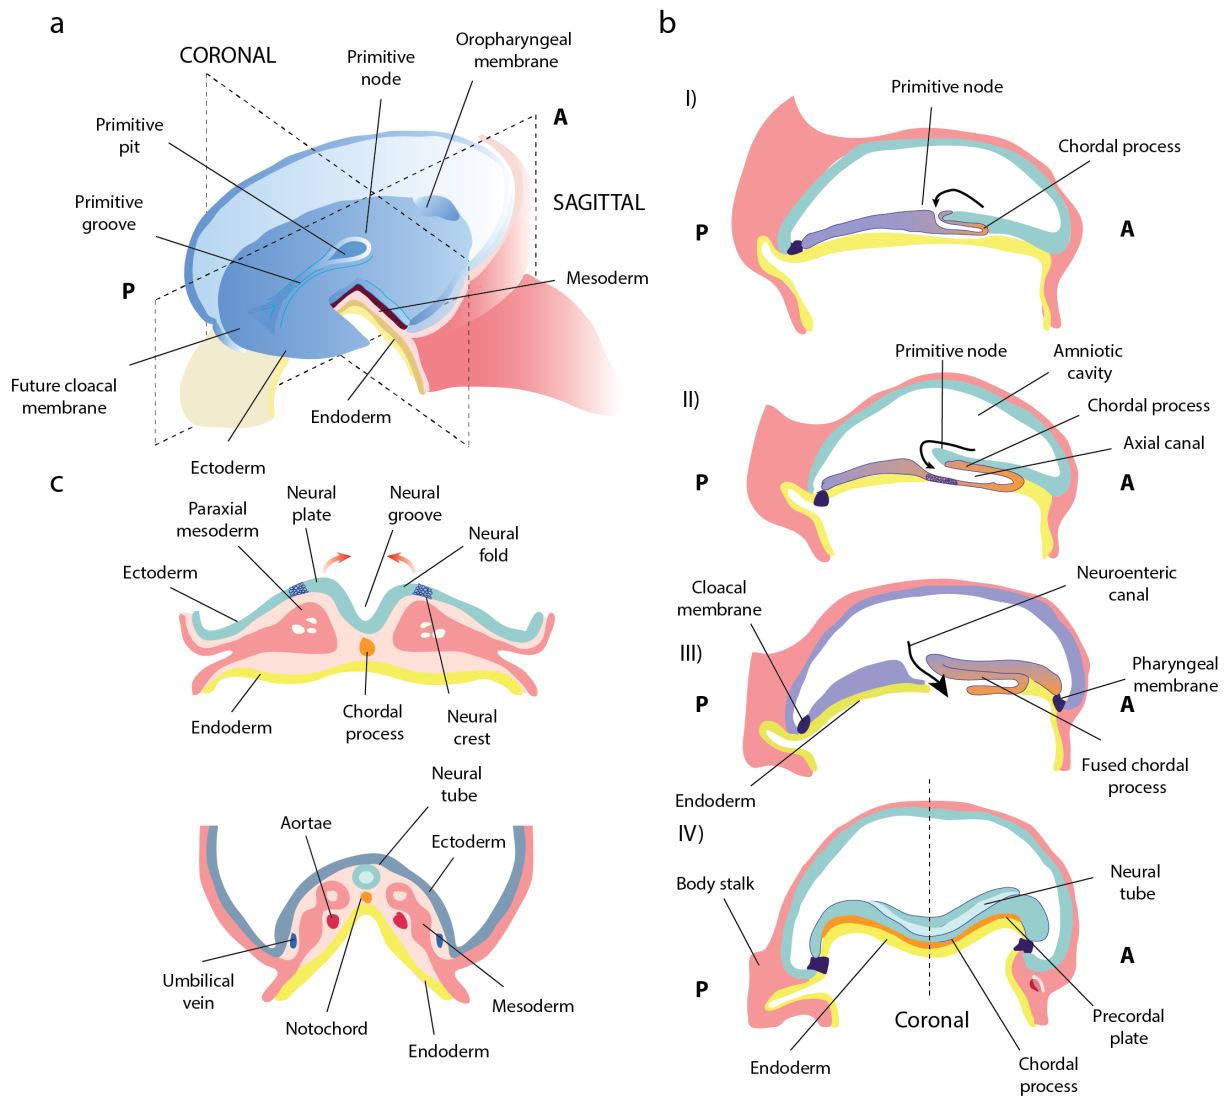 a
CORONAL
Primitive
node
Oropharyngeal
membrane
A
Primitive
pit
Primitive
groove
SAGITTAL
P
Mesoderm
Future cloacal
membrane
Endoderm
Ectoderm
b
I)
Primitive node
Chordal process
P
A
II)
Primitive node
Amniotic
cavity
Chordal process
Axial canal
P
A
III)
Cloacal
membrane
Neuroenteric
canal
Pharyngeal
membrane
P
A
Fused chordal
process
Endoderm
IV)
Body stalk
Neural
tube
P
A
Coronal
Precordal
plate
Endoderm
Chordal
process
c
Paraxial
mesoderm
Neural
plate
Neural
groove
Neural
fold
Ectoderm
Endoderm
Chordal
process
Neural
crest
Neural
tube
Aortae
Ectoderm
Umbilical
vein
Mesoderm
Notochord
Endoderm